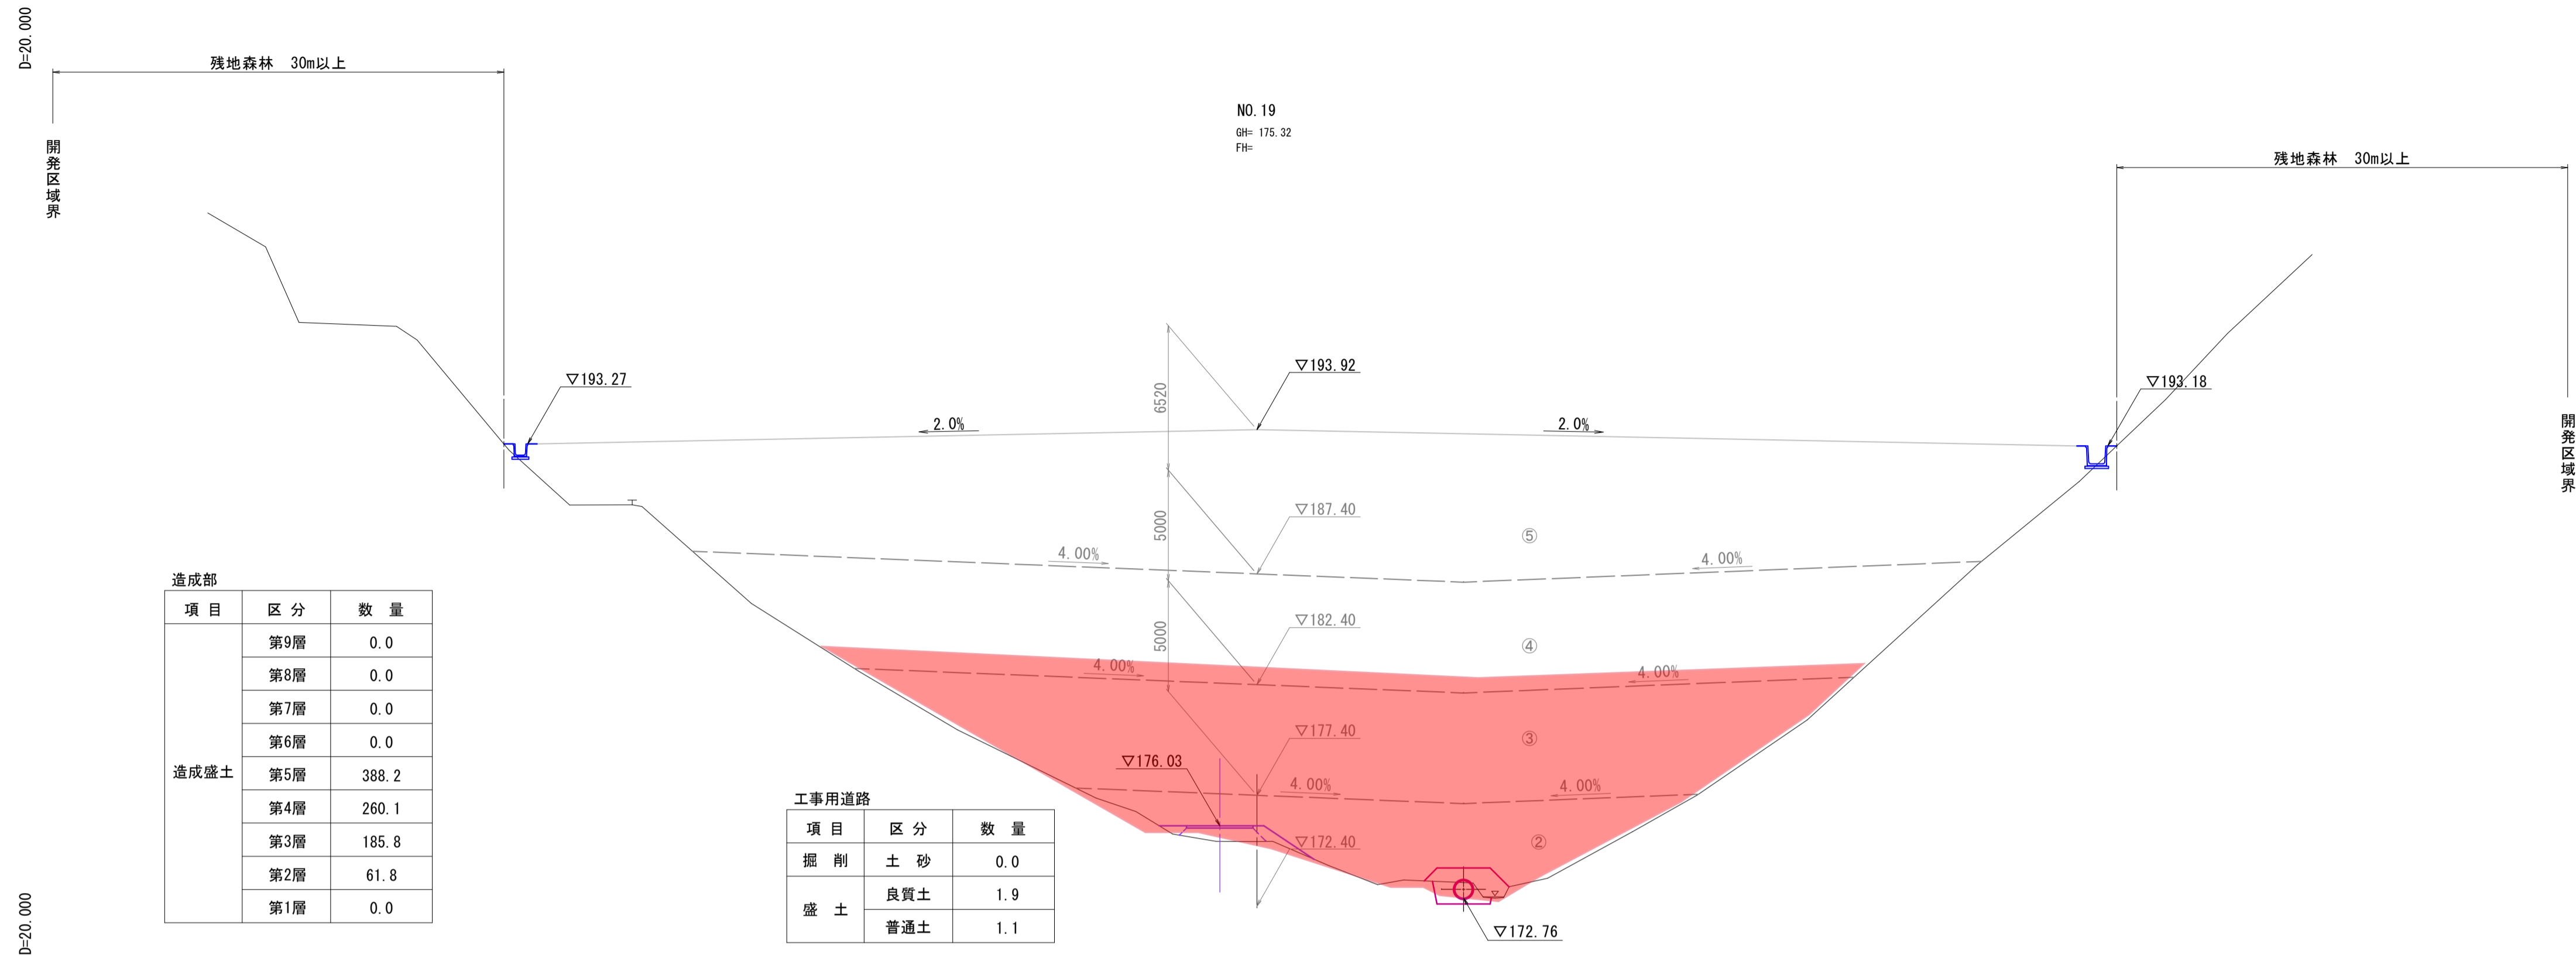 D=20.000
残地森林　30m以上
開発区域界
NO.19
GH= 175.32
FH=
残地森林　30m以上
開発区域界
▽193.27
▽193.92
▽193.18
6520
2.0%
2.0%
▽187.40
5000
⑤
4.00%
4.00%
▽182.40
5000
④
4.00%
4.00%
▽177.40
③
▽176.03
4.00%
4.00%
▽172.40
②
▽172.76
造成部
項 目　区 分　数　量
造成盛土
第9層　0.0
第8層　0.0
第7層　0.0
第6層　0.0
第5層　388.2
第4層　260.1
第3層　185.8
第2層　61.8
第1層　0.0
工事用道路
項 目　区 分　数　量
掘　削　土　砂　0.0
盛　土　良質土　1.9
普通土　1.1
D=20.000